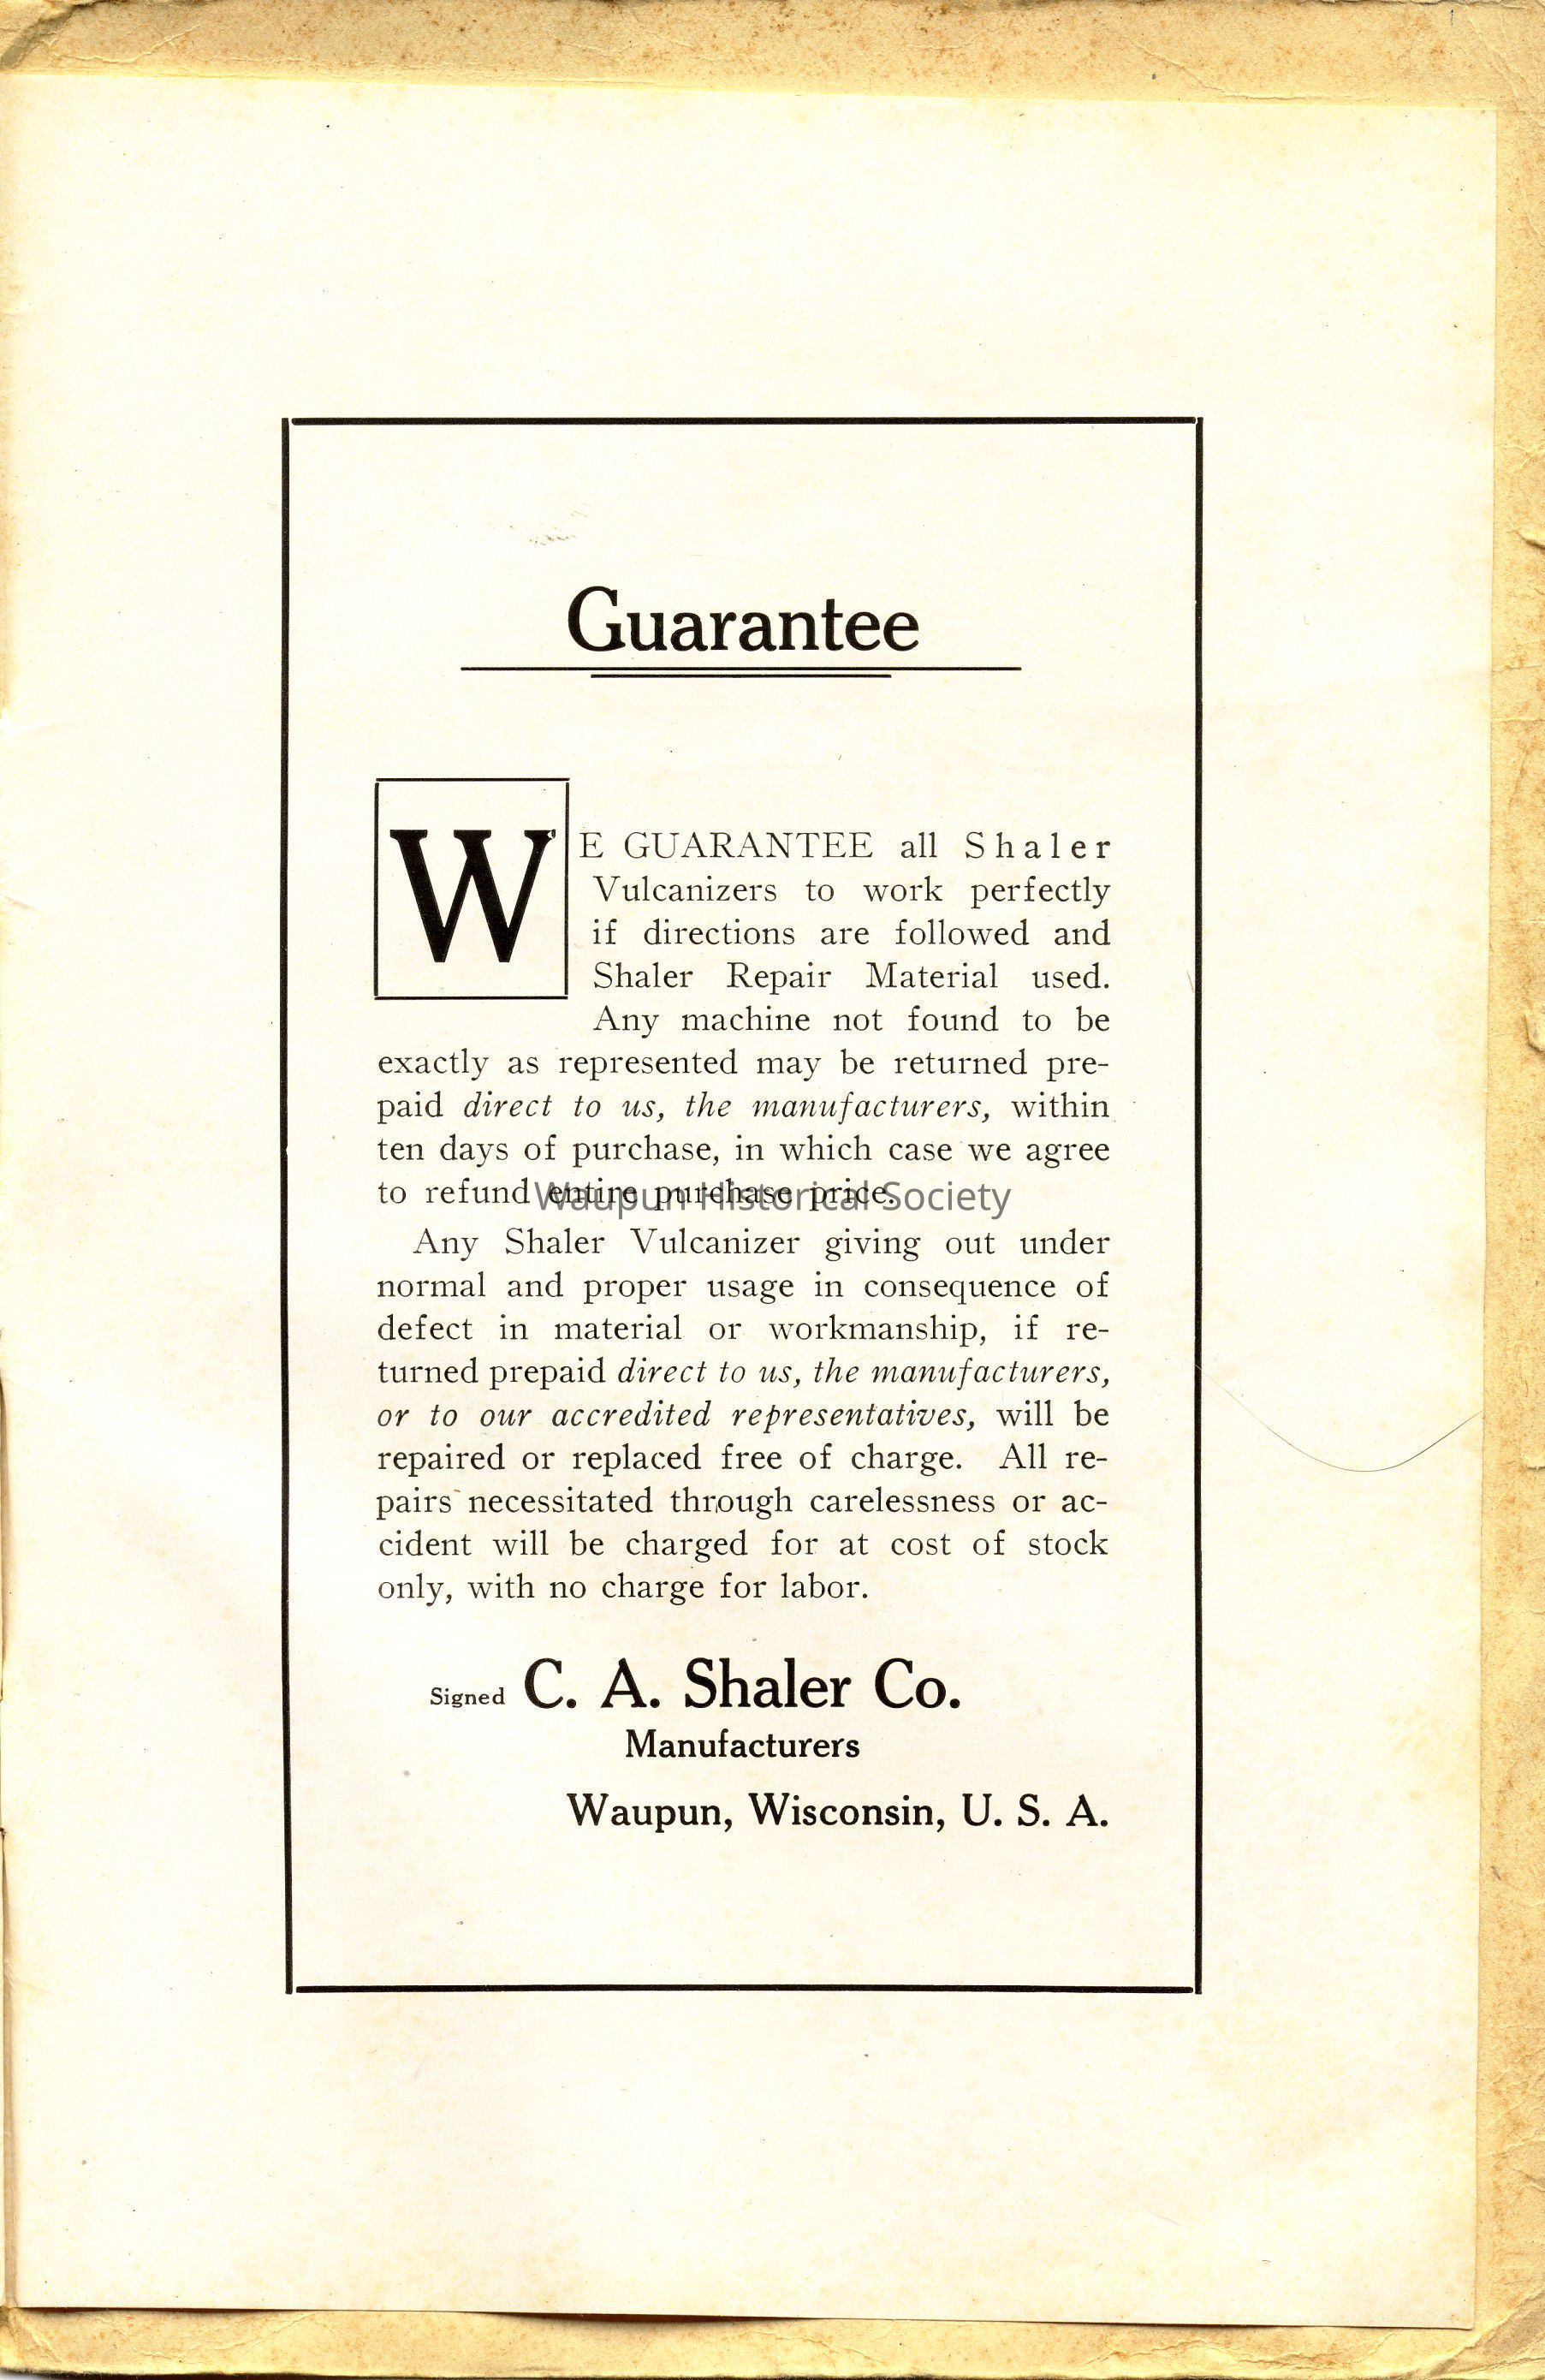 Guarantee
WE GUARANTEE all Shaler
Vulcanizers to work perfectly
if directions are followed and
Shaler Repair Material used.
Any machine not found to be
exactly as represented may be returned pre-
paid direct to us, the manufacturers, within
ten days of purchase, in which case we agree
to refund entire purchase price.
Waupun Historical Society
Any Shaler Vulcanizer giving out under
normal and proper usage in consequence of
defect in material or workmanship, if re-
turned prepaid direct to us, the manufacturers,
or to our accredited representatives, will be
repaired or replaced free of charge. All re-
pairs necessitated through carelessness or ac-
cident will be charged for at cost of stock
only, with no charge for labor.
Signed C. A. Shaler Co.
Manufacturers
Waupun, Wisconsin, U. S. A.